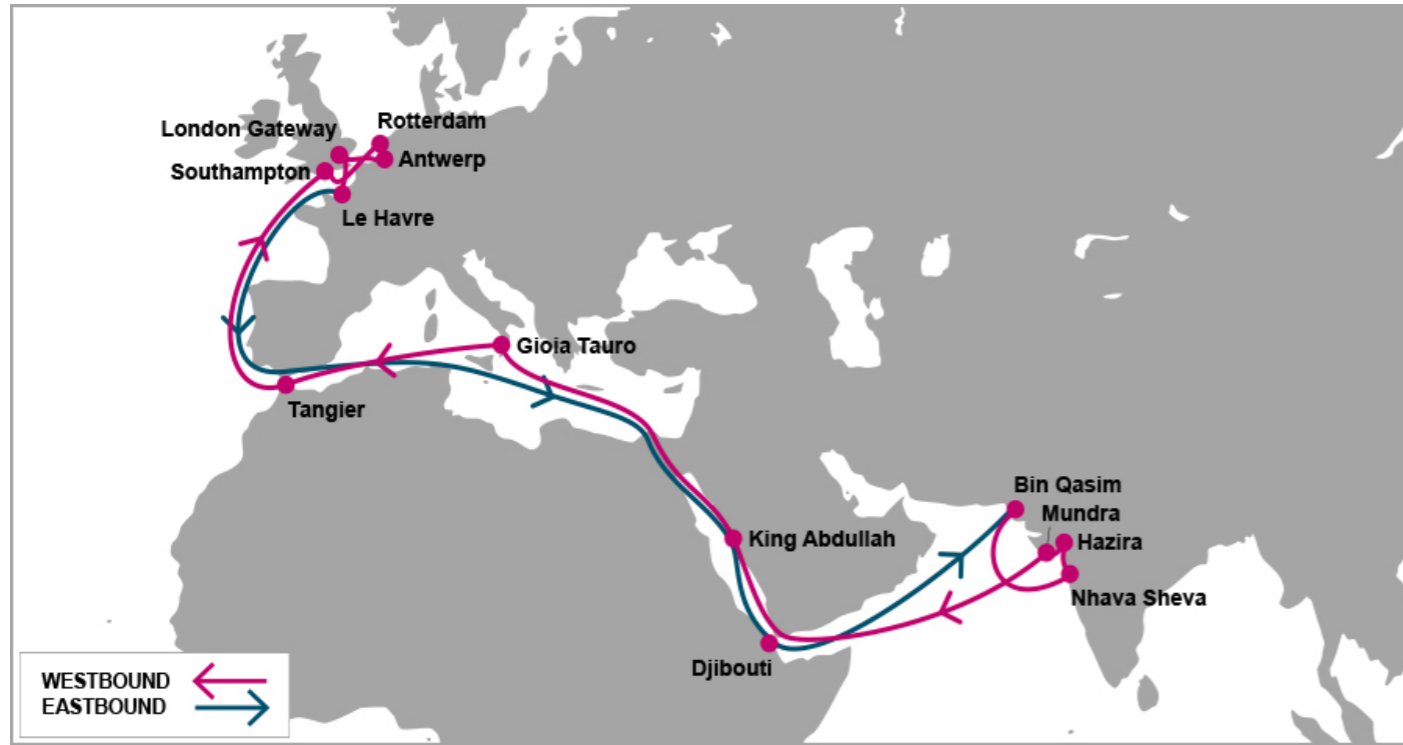 London Gateway
Rotterdam
Southampton
Antwerp
Le Havre
Gioia Tauro
Tangier
Bin Qasim
Mundra
King Abdullah
Hazira
Nhava Sheva
Djibouti
WESTBOUND
EASTBOUND